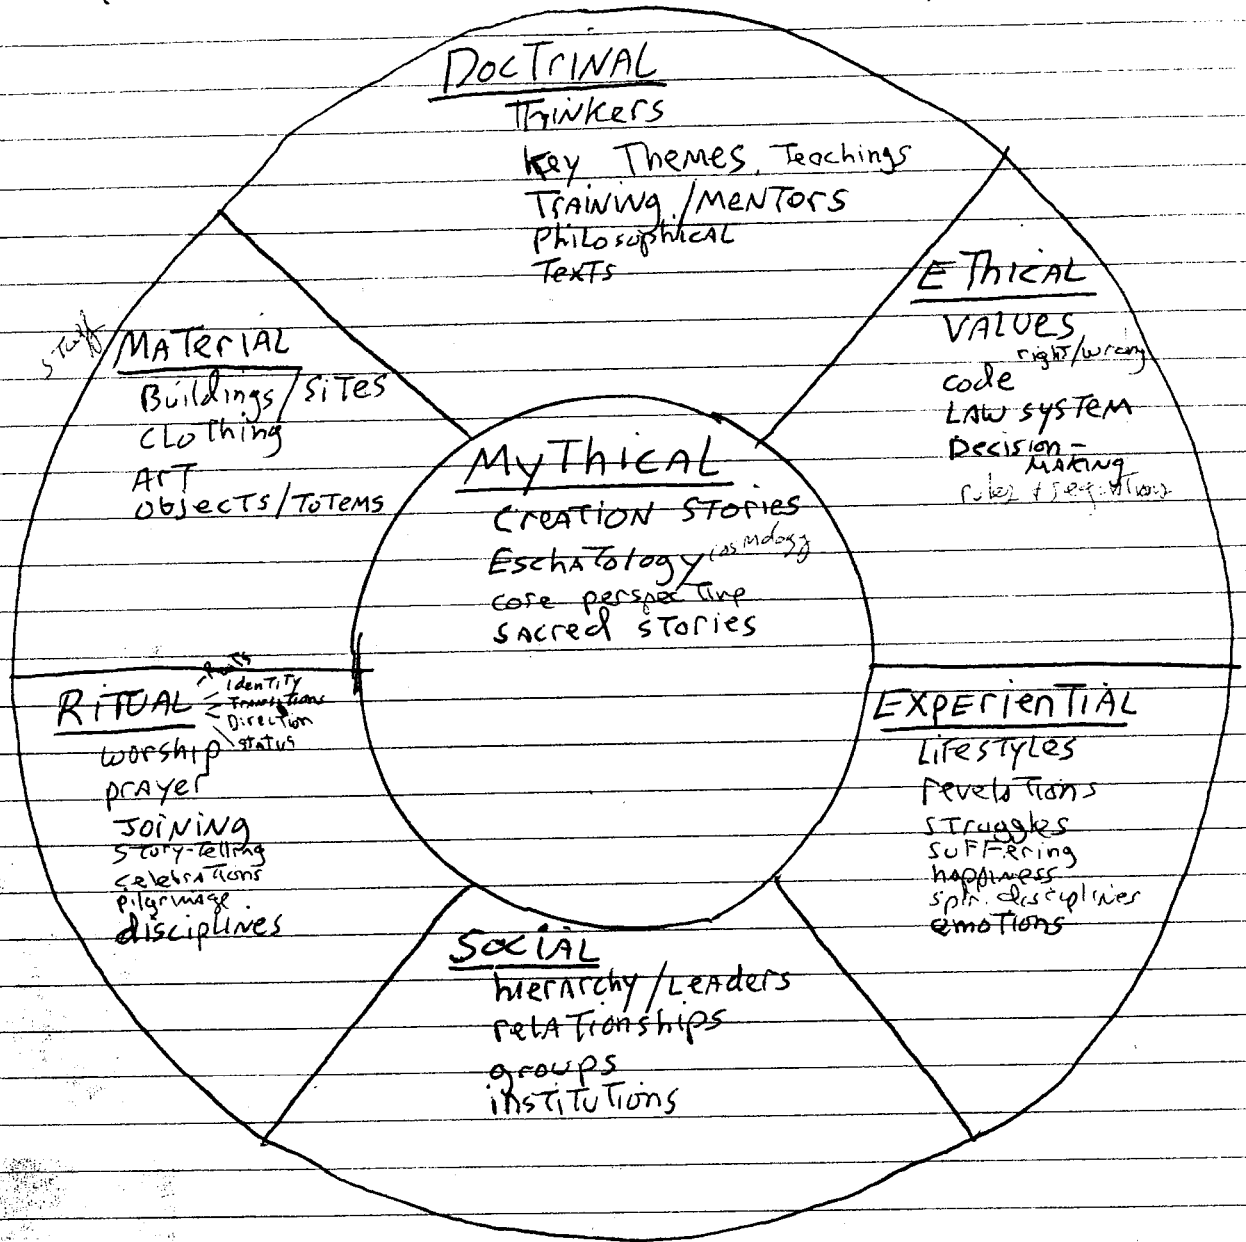 DOCTRINAL
Thinkers
Key Themes, Teachings
Training/Mentors
Philosophical
Texts
EThical
Values
right/wrong
code
Law system
Decision-
Making
rules + regulations
stuff
Material
Buildings/sites
Clothing
Art
objects/Totems
Mythical
Creation Stories
Eschatology cosmology
core perspective
sacred stories
Ritual
Identity
Transitions
Direction
status
worship
prayer
Joining
story-telling
celebrations
pilgrimage
disciplines
Experiential
Lifestyles
revelations
struggles
suffering
happiness
spir. disciplines
emotions
Social
hierarchy/Leaders
relationships
groups
institutions